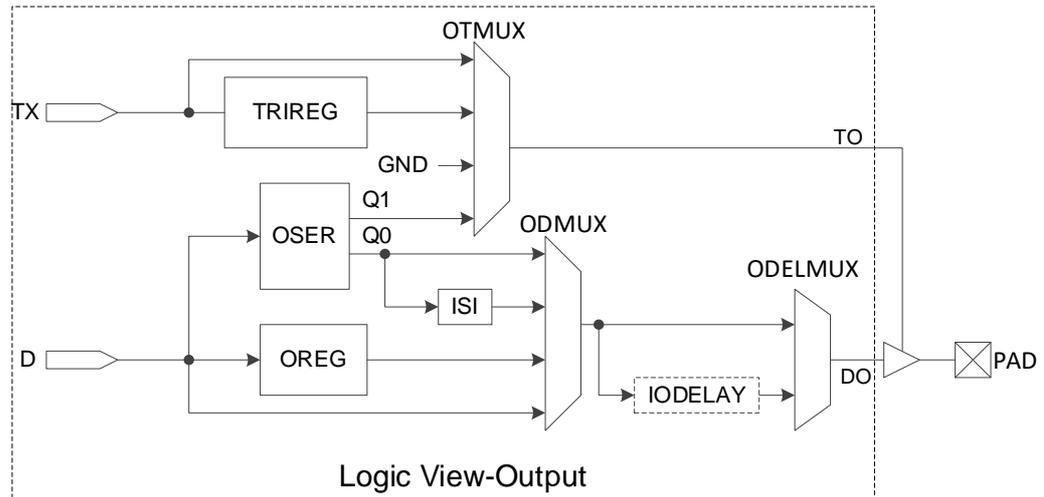 OTMUX
TX
TRIREG
TO
GND
Q1
OSER
Q0
ODMUX
ODELMUX
ISI
D
OREG
PAD
DO
IODELAY
Logic View-Output